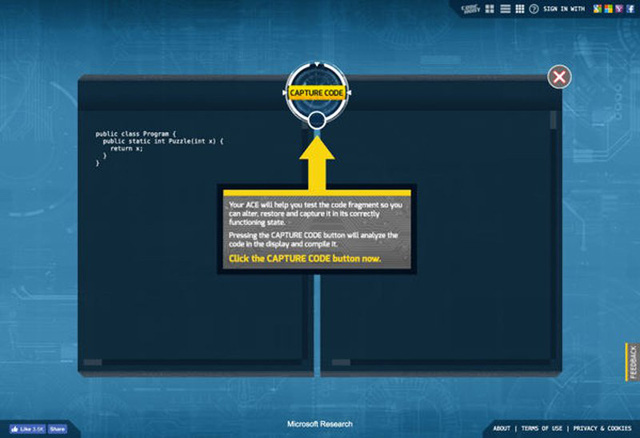 CODE HUNT
SIGN IN WITH
CAPTURE CODE
public class Program {
public static int Puzzle(int x) {
return x;
}
}
Your ACE will help you test the code fragment so you
can alter, restore and capture it in its correctly
functioning state.
Pressing the CAPTURE CODE button will analyze the
code in the display and compile it.
Click the CAPTURE CODE button now.
FEEDBACK
Like 3.5K Share
Microsoft Research
ABOUT | TERMS OF USE | PRIVACY & COOKIES